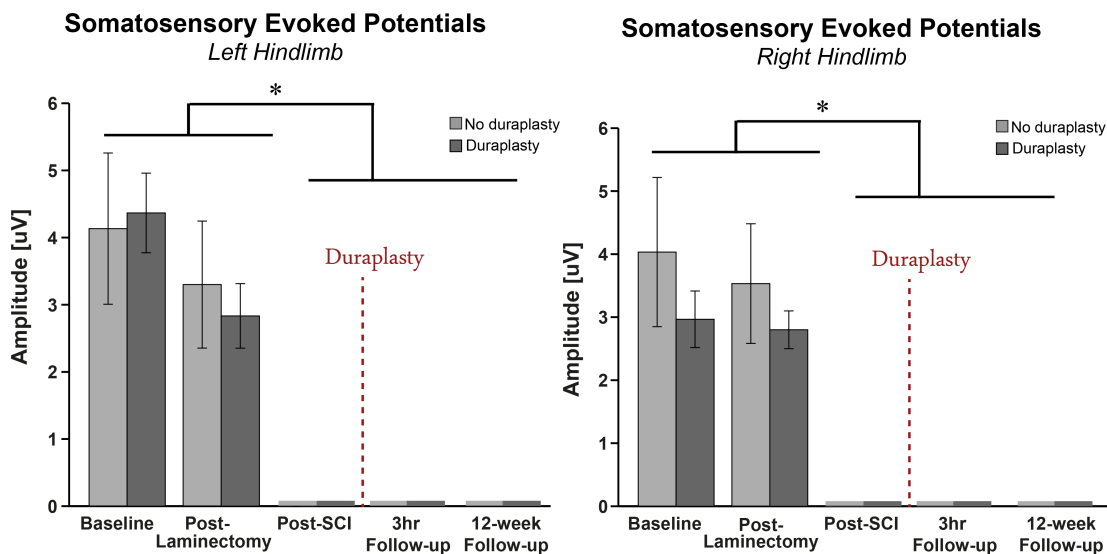 Somatosensory Evoked Potentials
Left Hindlimb
*
6
5
4
3
2
1
0
Amplitude [uV]
No duraplasty
Duraplasty
Duraplasty
Baseline
Post-
Laminectomy
Post-SCI
3hr
Follow-up
12-week
Follow-up
Somatosensory Evoked Potentials
Right Hindlimb
*
6
5
4
3
2
1
0
Amplitude [uV]
No duraplasty
Duraplasty
Duraplasty
Baseline
Post-
Laminectomy
Post-SCI
3hr
Follow-up
12-week
Follow-up